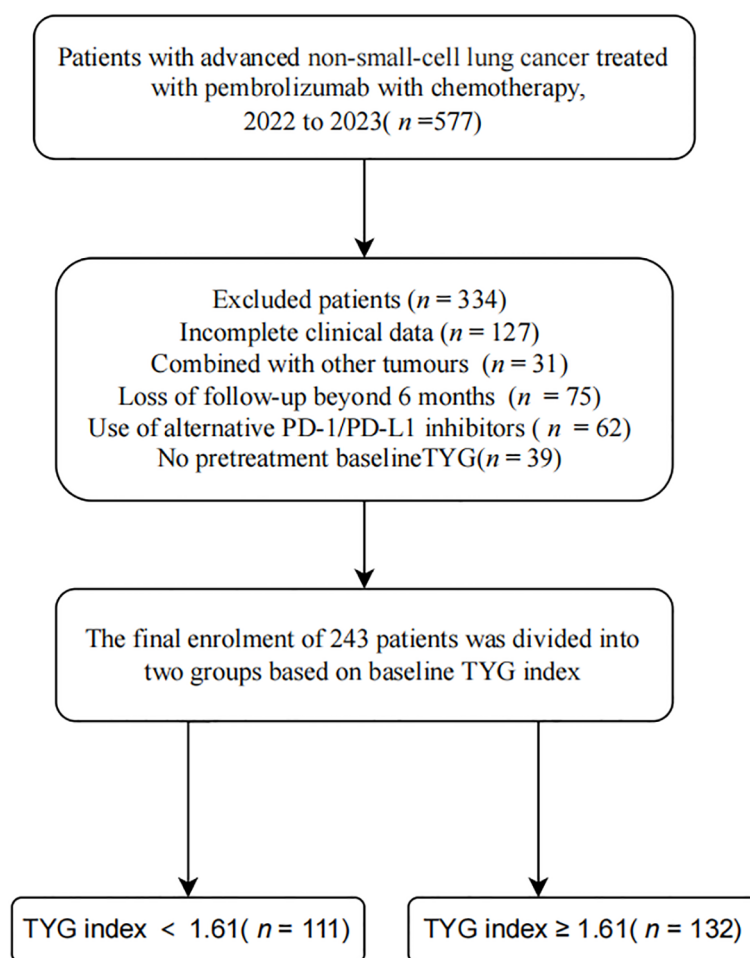 Patients with advanced non-small-cell lung cancer treated
with pembrolizumab with chemotherapy,
2022 to 2023( n =577)
Excluded patients (n = 334)
Incomplete clinical data (n = 127)
Combined with other tumours (n = 31)
Loss of follow-up beyond 6 months (n = 75)
Use of alternative PD-1/PD-L1 inhibitors ( n = 62)
No pretreatment baselineTYG(n = 39)
The final enrolment of 243 patients was divided into
two groups based on baseline TYG index
TYG index < 1.61( n = 111)
TYG index ≥ 1.61( n = 132)